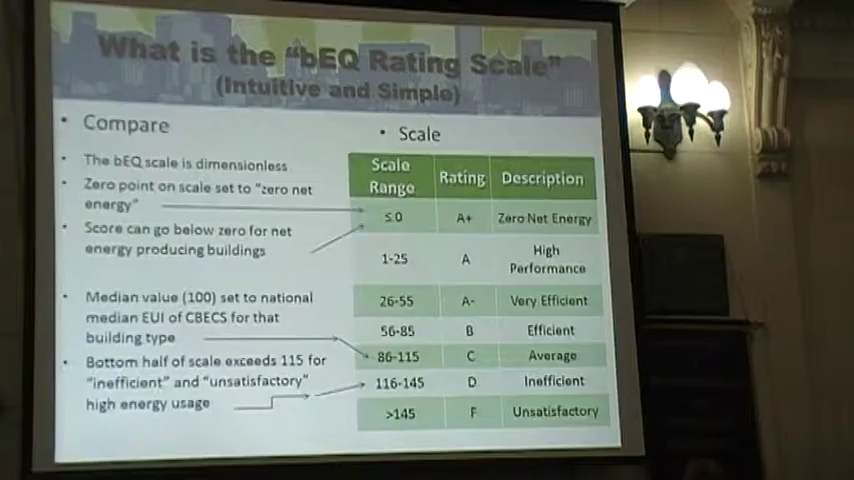 What is the "bEQ Rating Scale"
(Intuitive and Simple)
• Compare
• The bEQ scale is dimensionless
• Zero point on scale set to "zero net
energy"
• Score can go below zero for net
energy producing buildings
• Median value (100) set to national
median EUI of CBECS for that
building type
• Bottom half of scale exceeds 115 for
"inefficient" and "unsatisfactory"
high energy usage
• Scale
Scale Range Rating Description
≤0 A+ Zero Net Energy
1-25 A High Performance
26-55 A- Very Efficient
56-85 B Efficient
86-115 C Average
116-145 D Inefficient
>145 F Unsatisfactory